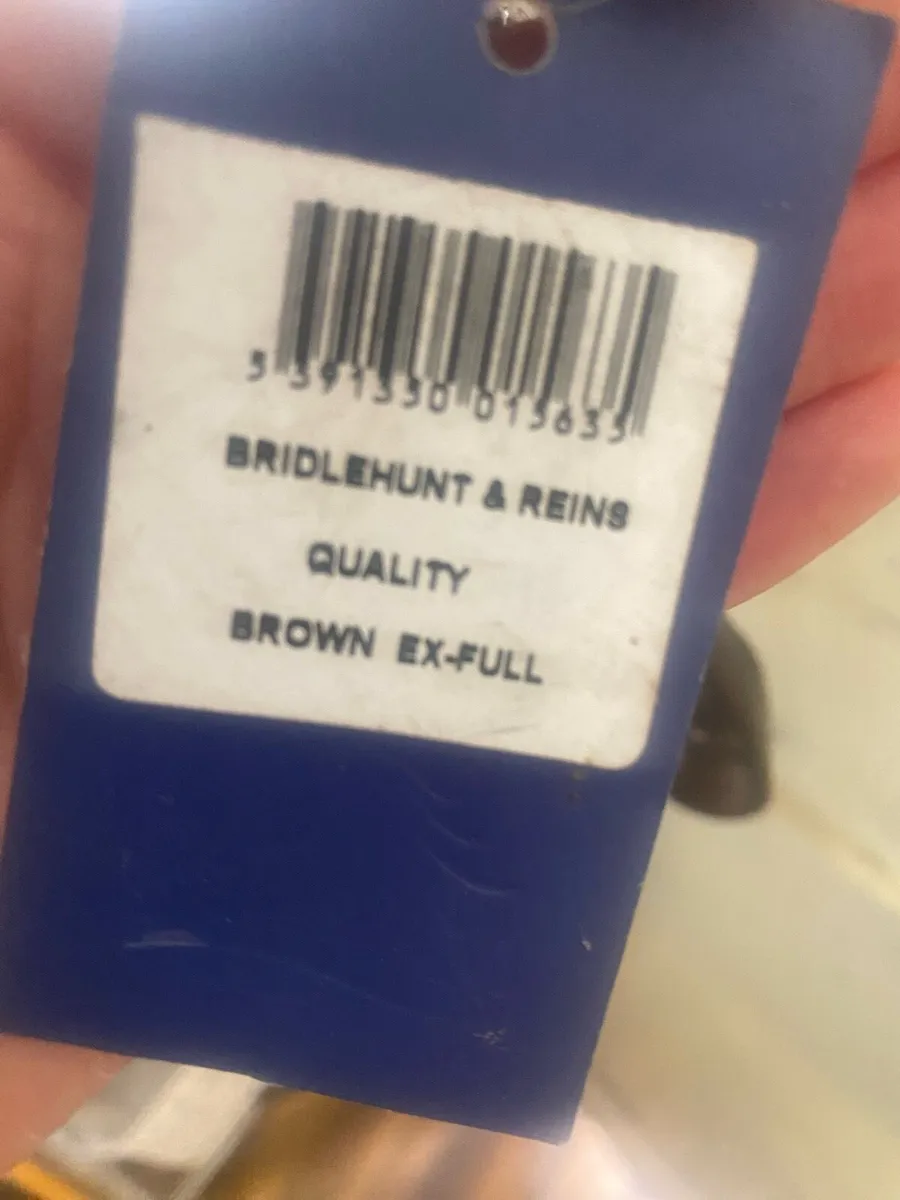 BRIDLEHUNT & REINS
QUALITY
BROWN EX-FULL